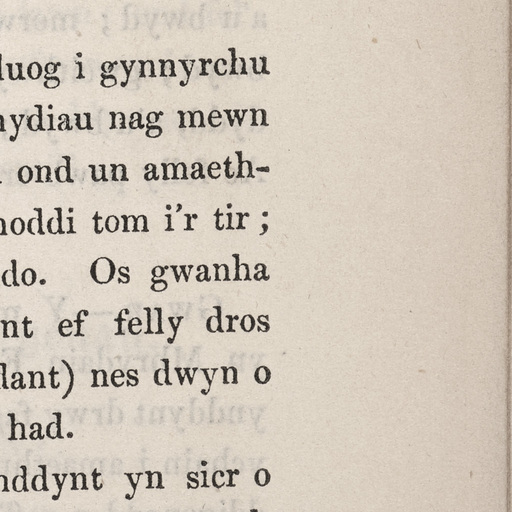 luog i gynnyrchu
nydiau nag mewn
ond un amaeth-
noddi tom i'r tir ;
do. Os gwanha
nt ef felly dros
lant) nes dwyn o
had.
nddynt yn sicr o